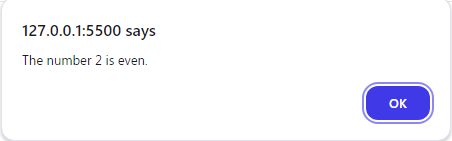 127.0.0.1:5500 says
The number 2 is even.
OK